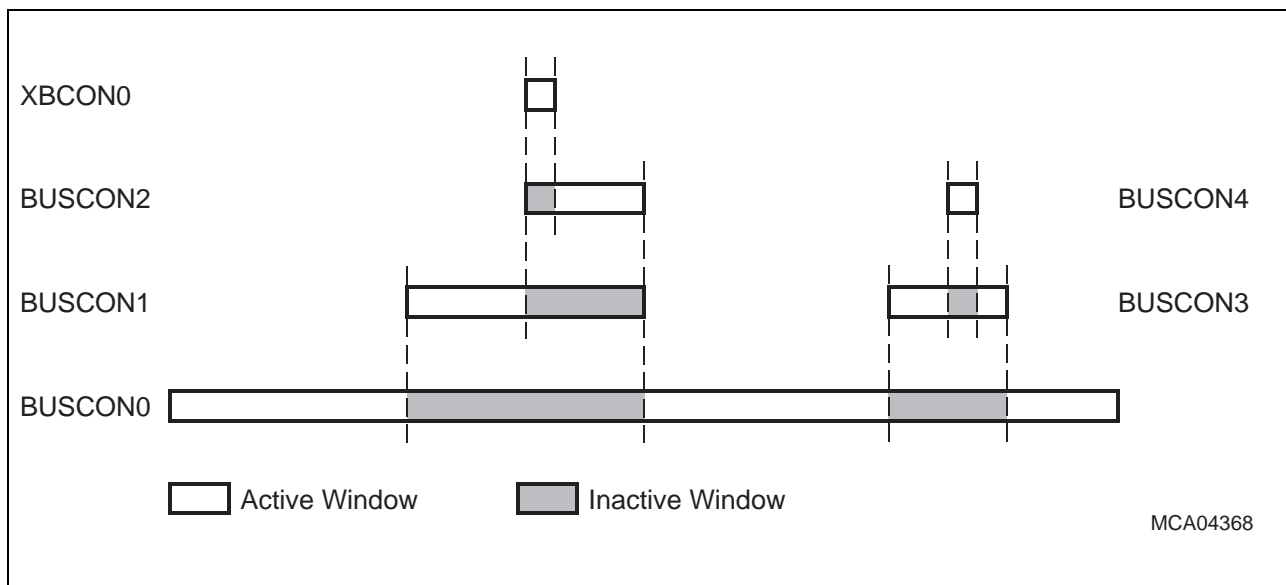 XBCON0
BUSCON2
BUSCON4
BUSCON1
BUSCON3
BUSCON0
Active Window
Inactive Window
MCA04368